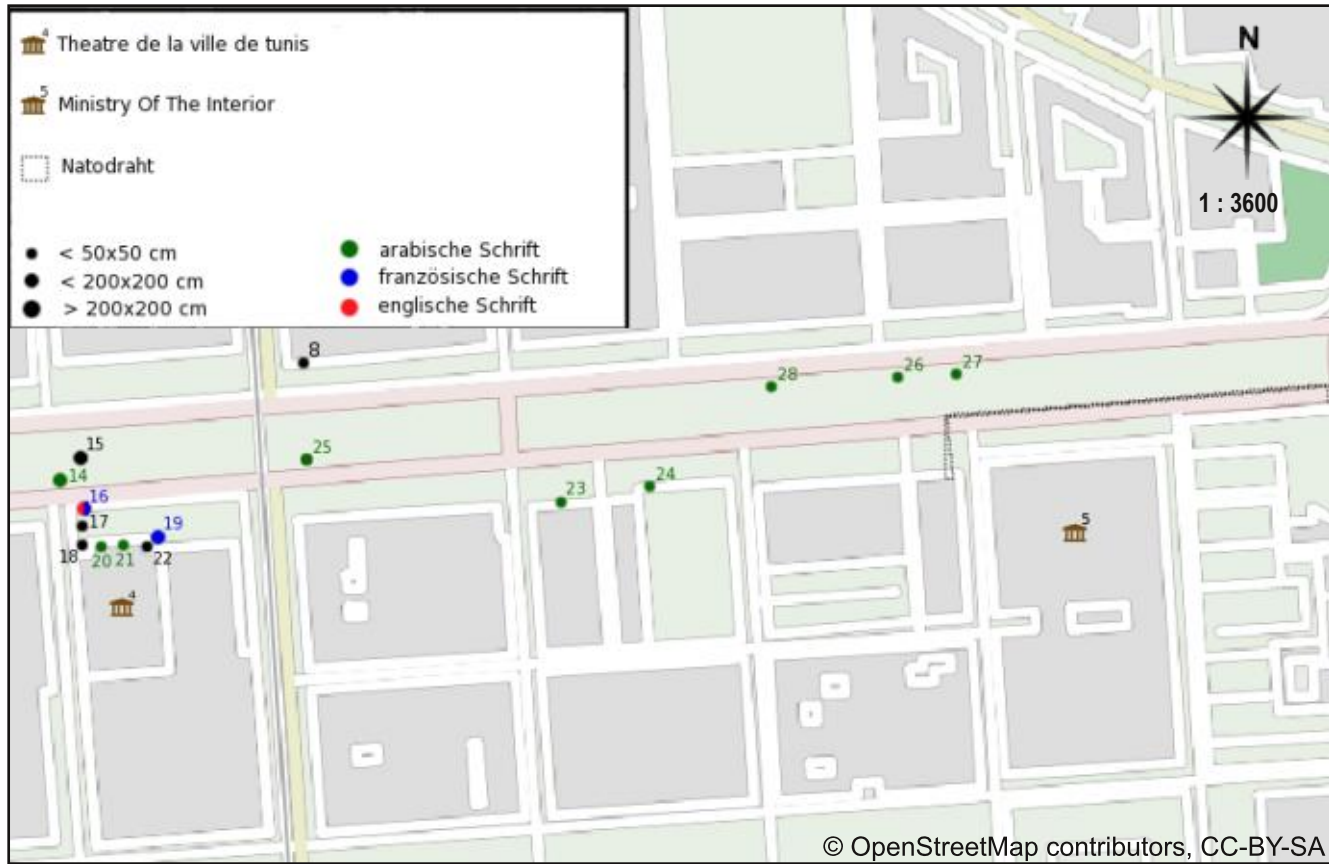 4
Theatre de la ville de tunis
5
Ministry Of The Interior
Natodraht
< 50x50 cm
< 200x200 cm
> 200x200 cm
arabische Schrift
französische Schrift
englische Schrift
N
1 : 3600
8
28
26
27
15
25
14
16
24
23
17
19
18
20
21
22
5
4
© OpenStreetMap contributors, CC-BY-SA